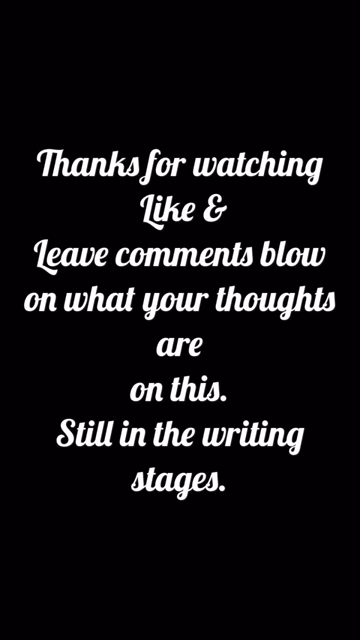 Thanks for watching
Like &
Leave comments blow
on what your thoughts
are
on this.
Still in the writing
stages.